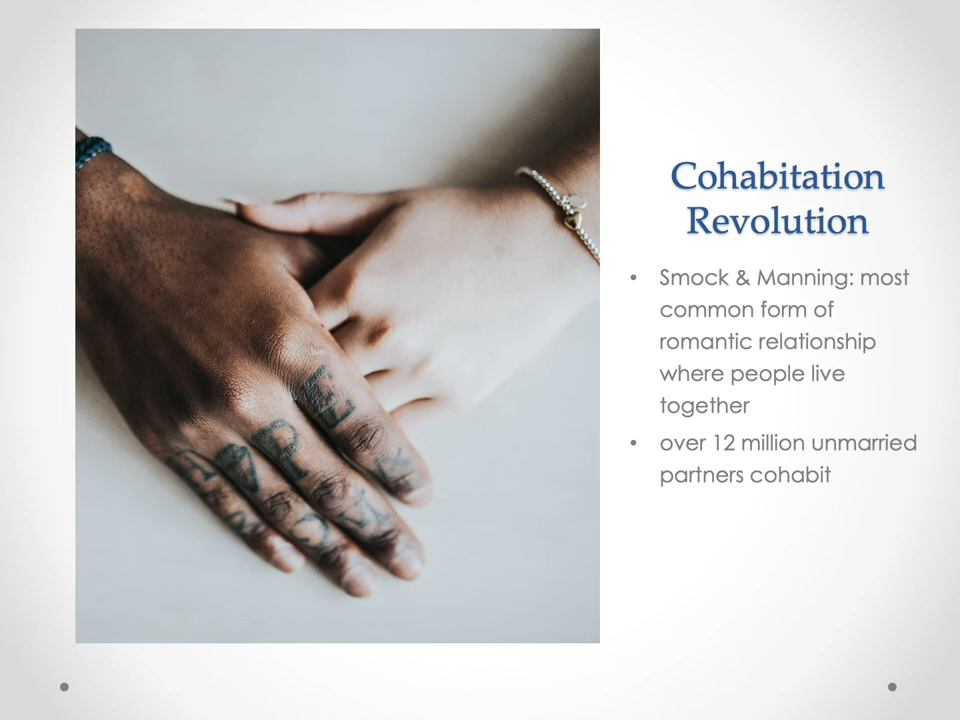 Cohabitation
Revolution
• Smock & Manning: most
common form of
romantic relationship
where people live
together
• over 12 million unmarried
partners cohabit